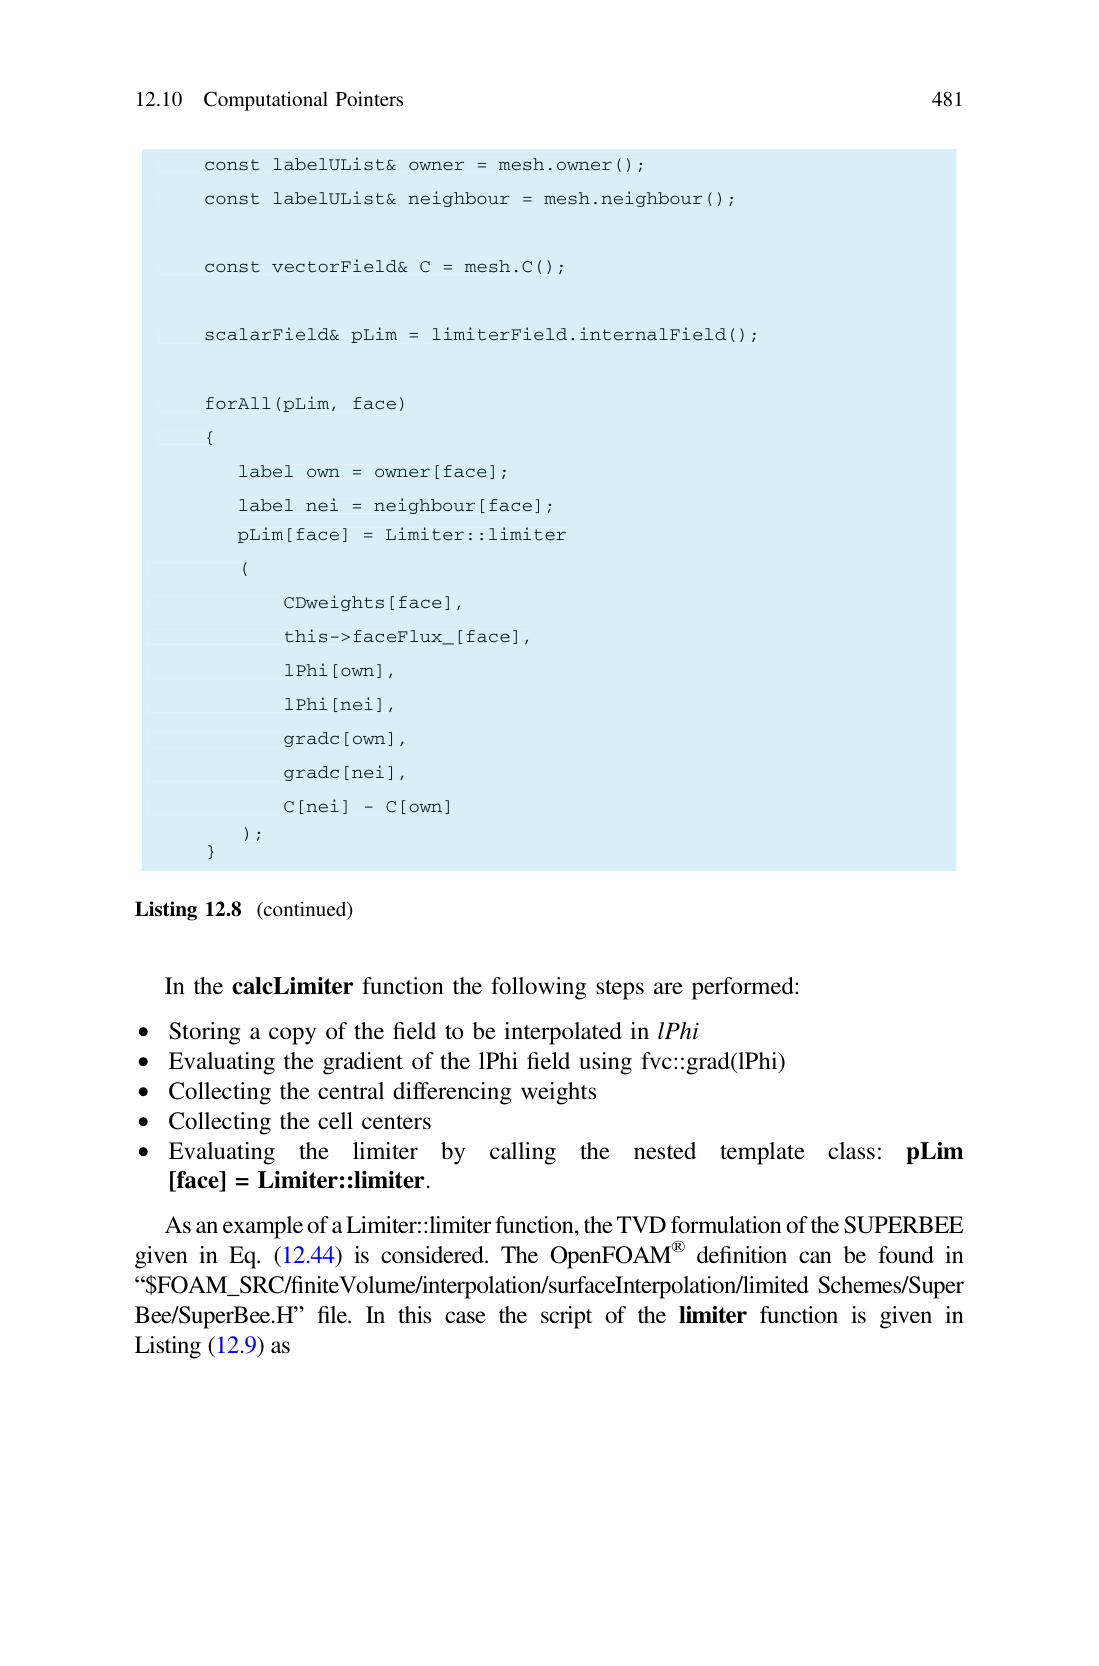 12.10 Computational Pointers 481
const labelUList& owner = mesh.owner();
const labelUList& neighbour = mesh.neighbour();
const vectorField& C = mesh.C();
scalarField& pLim = limiterField.internalField();
forAll(pLim, face)
{
label own = owner[face];
label nei = neighbour[face];
pLim[face] = Limiter::limiter
(
CDweights[face],
this->faceFlux_[face],
lPhi[own],
lPhi[nei],
gradc[own],
gradc[nei],
C[nei] - C[own]
);
}
Listing 12.8 (continued)
In the calcLimiter function the following steps are performed:
• Storing a copy of the field to be interpolated in lPhi
• Evaluating the gradient of the lPhi field using fvc::grad(lPhi)
• Collecting the central differencing weights
• Collecting the cell centers
• Evaluating the limiter by calling the nested template class: pLim
[face] = Limiter::limiter.
As an example of a Limiter::limiter function, the TVD formulation of the SUPERBEE
given in Eq. (12.44) is considered. The OpenFOAM® definition can be found in
“$FOAM_SRC/finiteVolume/interpolation/surfaceInterpolation/limited Schemes/Super
Bee/SuperBee.H” file. In this case the script of the limiter function is given in
Listing (12.9) as